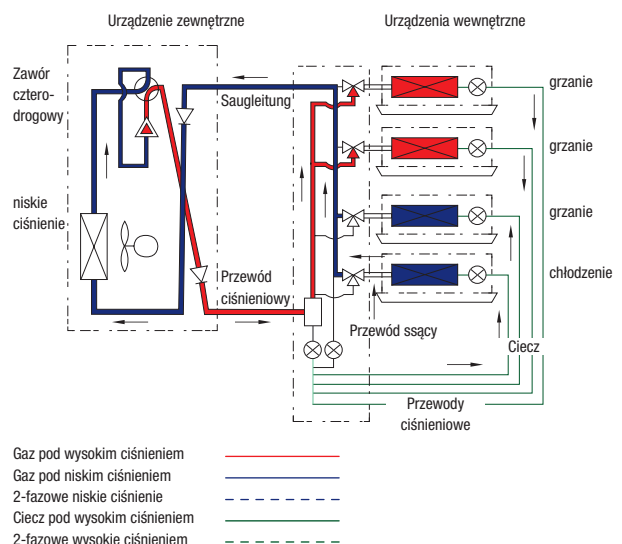 Urządzenie zewnętrzne
Urządzenia wewnętrzne
Zawór
cztero-
drogowy
Saugleitung
grzanie
grzanie
niskie
ciśnienie
grzanie
Przewód
ciśnieniowy
chłodzenie
Przewód ssący
Ciecz
Przewody
ciśnieniowe
Gaz pod wysokim ciśnieniem
Gaz pod niskim ciśnieniem
2-fazowe niskie ciśnienie
Ciecz pod wysokim ciśnieniem
2-fazowe wysokie ciśnieniem